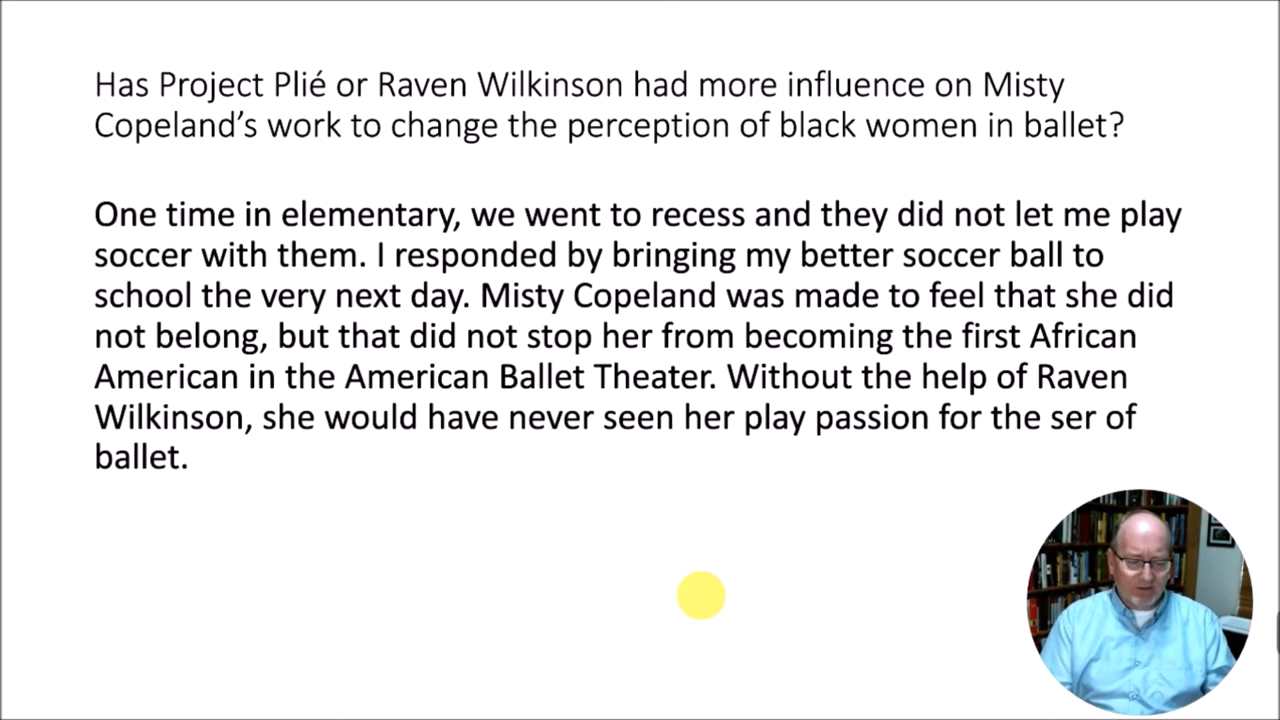 Has Project Plié or Raven Wilkinson had more influence on Misty
Copeland’s work to change the perception of black women in ballet?
One time in elementary, we went to recess and they did not let me play
soccer with them. I responded by bringing my better soccer ball to
school the very next day. Misty Copeland was made to feel that she did
not belong, but that did not stop her from becoming the first African
American in the American Ballet Theater. Without the help of Raven
Wilkinson, she would have never seen her play passion for the ser of
ballet.